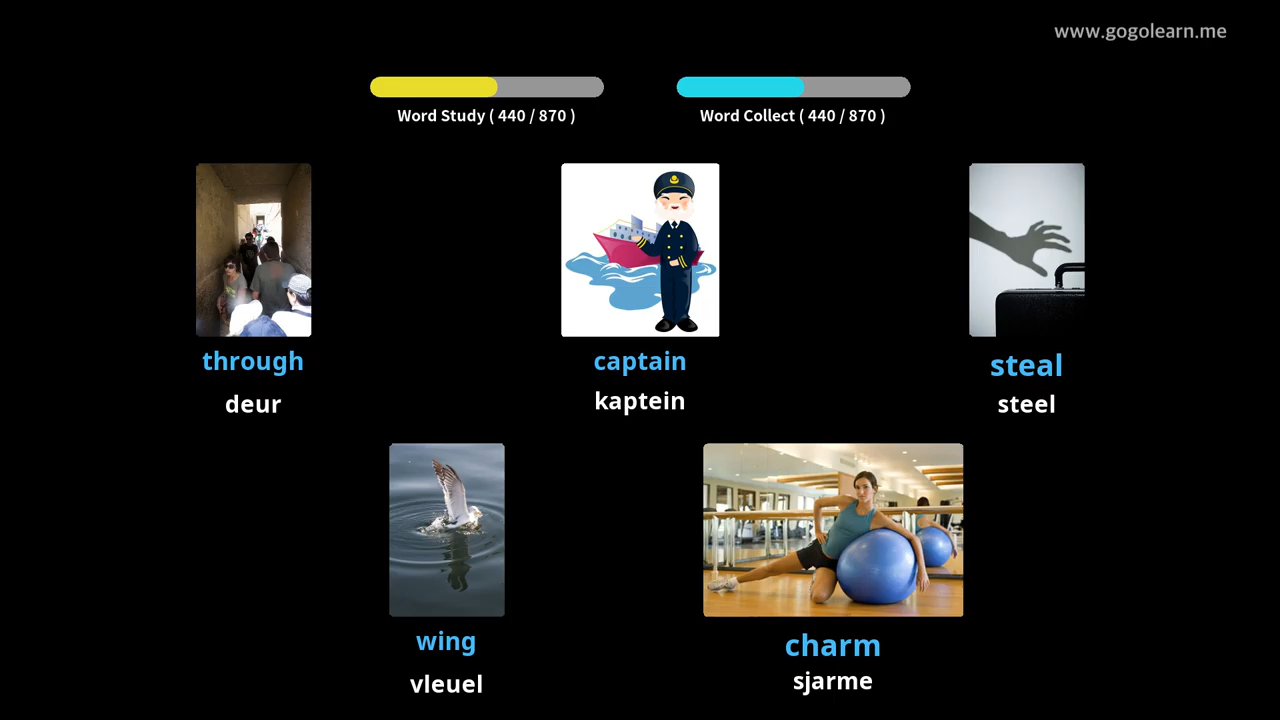 www.gogolearn.me
Word Study ( 440 / 870 )
Word Collect ( 440 / 870 )
through
deur
captain
kaptein
steal
steel
wing
vleuel
charm
sjarme